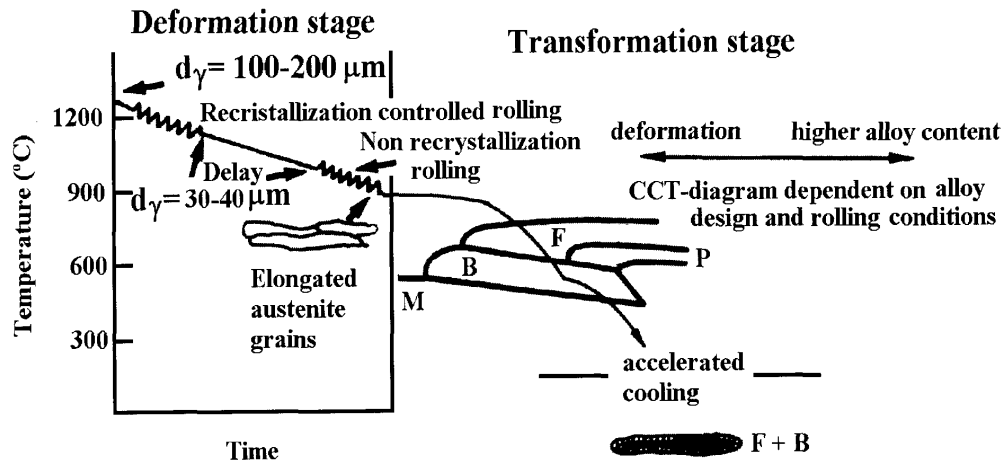 Deformation stage
Transformation stage
dγ= 100-200 µm
Recristallization controlled rolling
Non recrystallization
rolling
Delay
dγ= 30-40 µm
Elongated
austenite
grains
Temperature (°C)
1200
900
600
300
Time
deformation
higher alloy content
CCT-diagram dependent on alloy
design and rolling conditions
F
B
P
M
accelerated
cooling
F + B